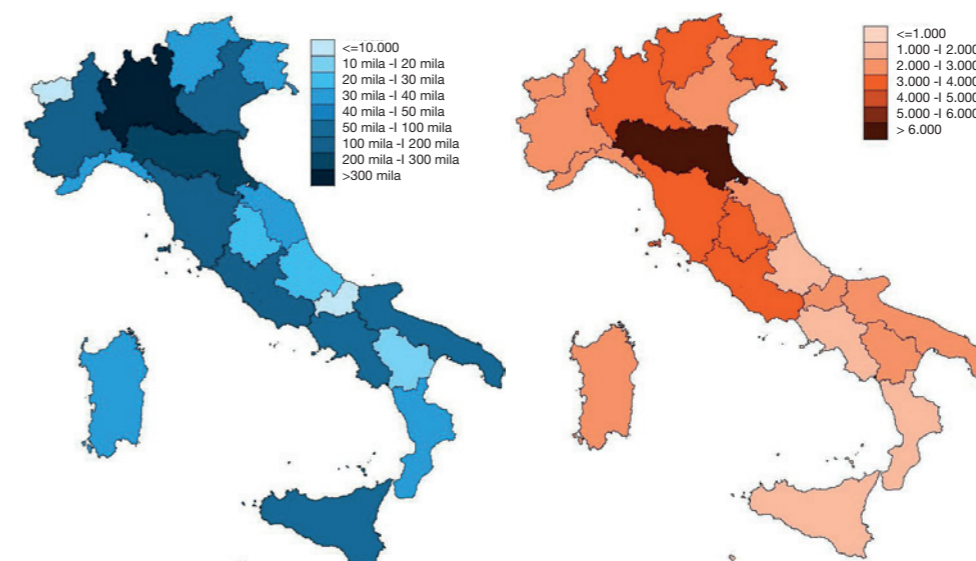 <=10.000
10 mila -I 20 mila
20 mila -I 30 mila
30 mila -I 40 mila
40 mila -I 50 mila
50 mila -I 100 mila
100 mila -I 200 mila
200 mila -I 300 mila
>300 mila
<=1.000
1.000 -I 2.000
2.000 -I 3.000
3.000 -I 4.000
4.000 -I 5.000
5.000 -I 6.000
> 6.000